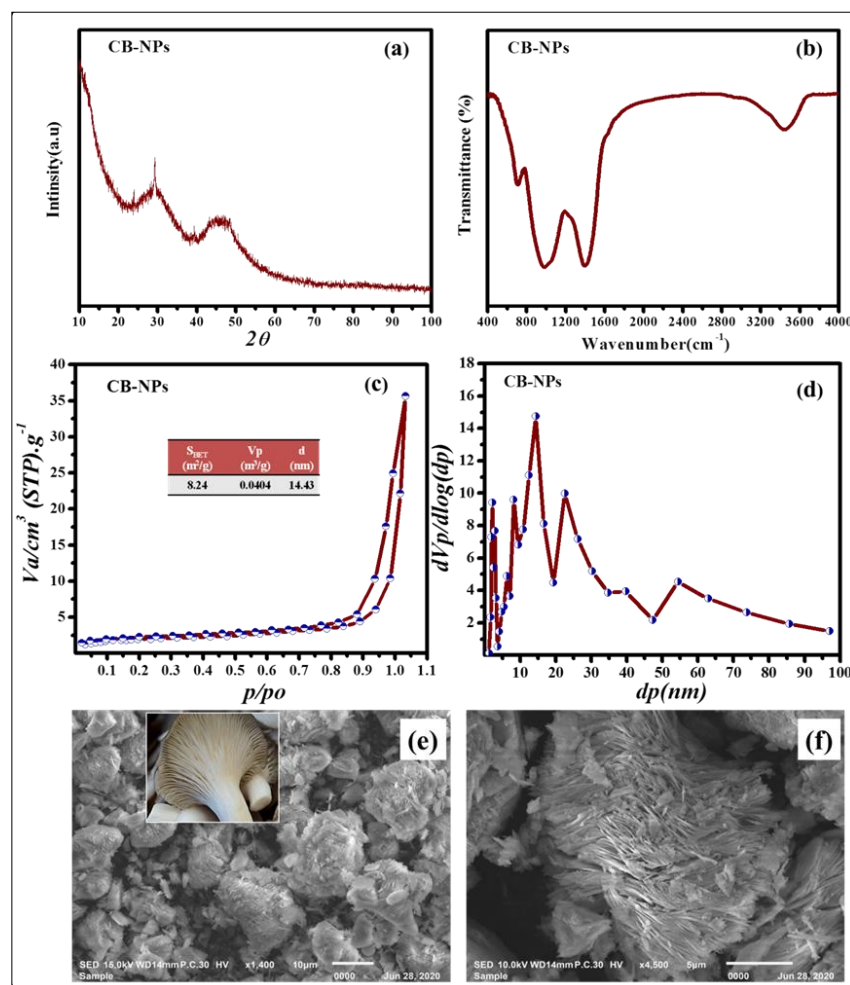 CB-NPs
(a)
Intinsity(a.u)
10 20 30 40 50 60 70 80 90 100
2θ
CB-NPs
(b)
Transmittance (%)
400 800 1200 1600 2000 2400 2800 3200 3600 4000
Wavenumber(cm⁻¹)
CB-NPs
(c)
Va/cm³ (STP).g⁻¹
40
35
30
25
20
15
10
5
0.0 0.1 0.2 0.3 0.4 0.5 0.6 0.7 0.8 0.9 1.0 1.1
p/po
S_BET Vp d
(m²/g) (m³/g) (nm)
8.24 0.0404 14.43
CB-NPs
(d)
dVp/dlog(dp)
18
16
14
12
10
8
6
4
2
0 10 20 30 40 50 60 70 80 90 100
dp(nm)
(e)
SED 15.0kV WD14mm P.C.30 HV x1,400 10µm
Sample 0000 Jun 28, 2020
(f)
SED 10.0kV WD14mm P.C.30 HV x4,500 5µm
Sample 0000 Jun 28, 2020